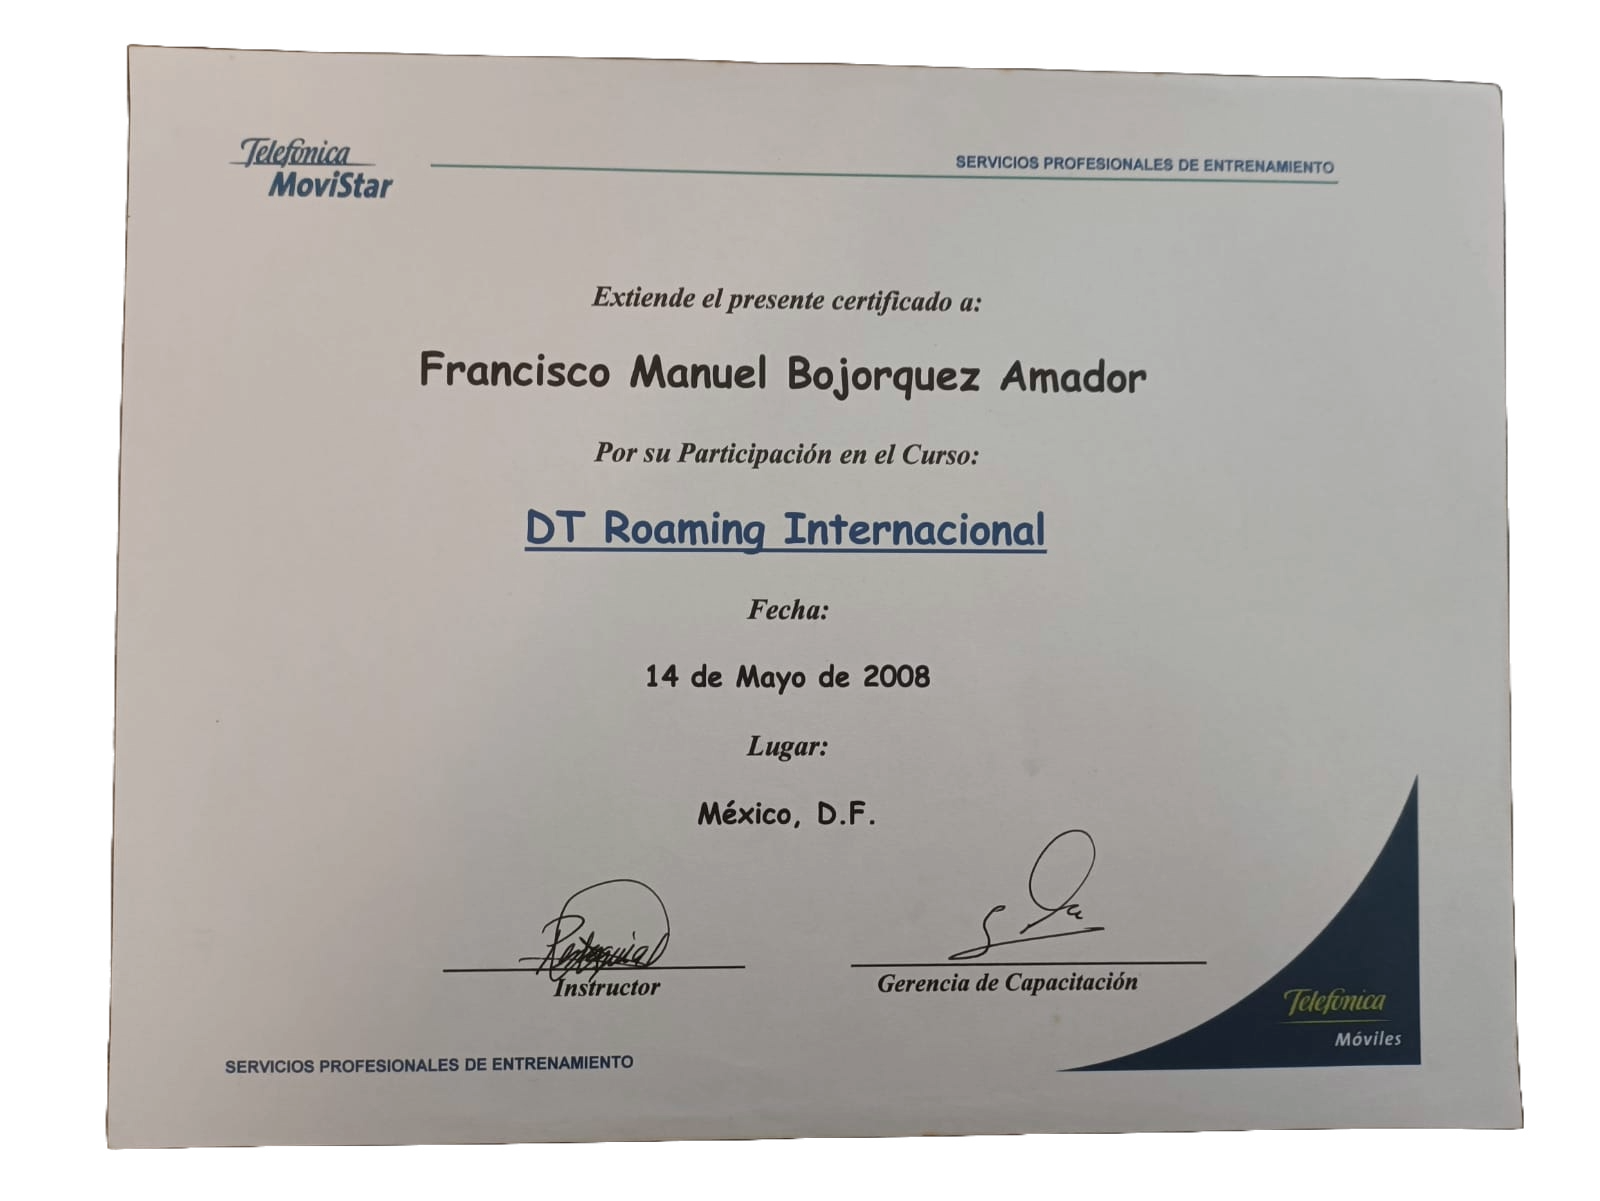 Telefónica
MoviStar
SERVICIOS PROFESIONALES DE ENTRENAMIENTO
Extiende el presente certificado a:
Francisco Manuel Bojorquez Amador
Por su Participación en el Curso:
DT Roaming Internacional
Fecha:
14 de Mayo de 2008
Lugar:
México, D.F.
Instructor
Gerencia de Capacitación
Telefónica
Móviles
SERVICIOS PROFESIONALES DE ENTRENAMIENTO